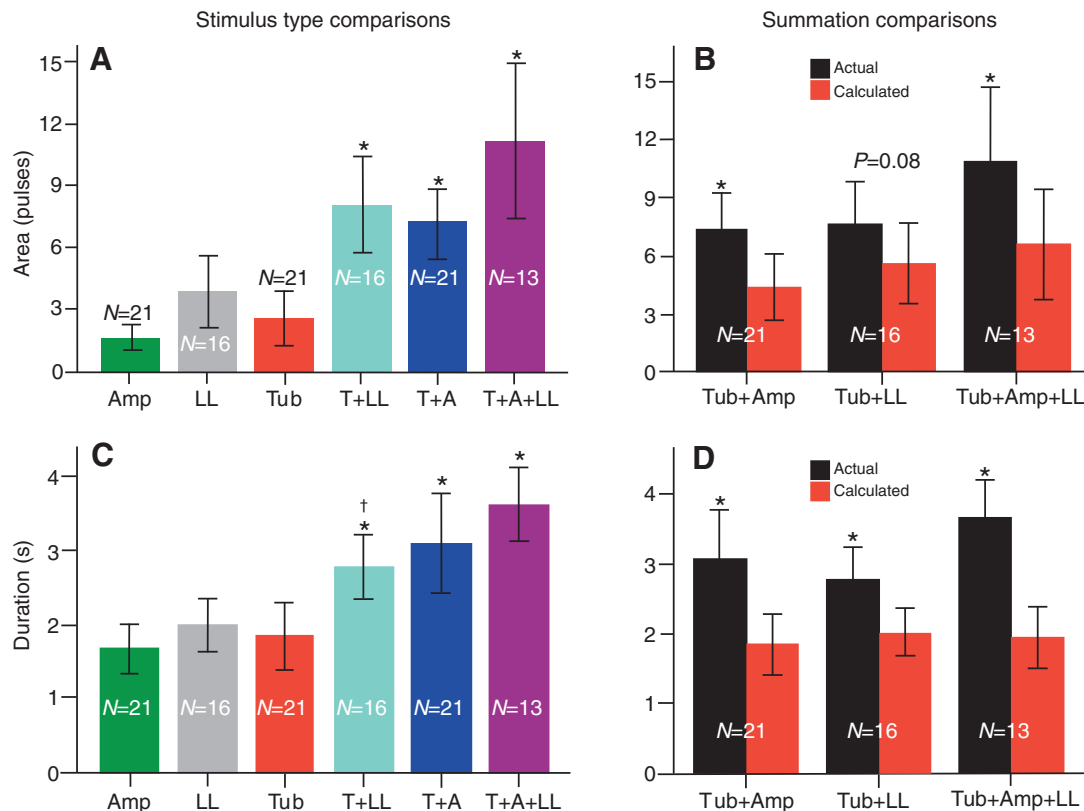 Stimulus type comparisons
Summation comparisons
A
Area (pulses)
15
12
9
6
3
0
N=21
N=16
N=21
N=16
N=21
N=13
*
*
*
Amp LL Tub T+LL T+A T+A+LL
B
Actual
Calculated
15
12
9
6
3
0
*
P=0.08
*
N=21
N=16
N=13
Tub+Amp Tub+LL Tub+Amp+LL
C
Duration (s)
4
3
2
1
0
†
*
*
*
N=21
N=16
N=21
N=16
N=21
N=13
Amp LL Tub T+LL T+A T+A+LL
D
Actual
Calculated
4
3
2
1
0
*
*
*
N=21
N=16
N=13
Tub+Amp Tub+LL Tub+Amp+LL